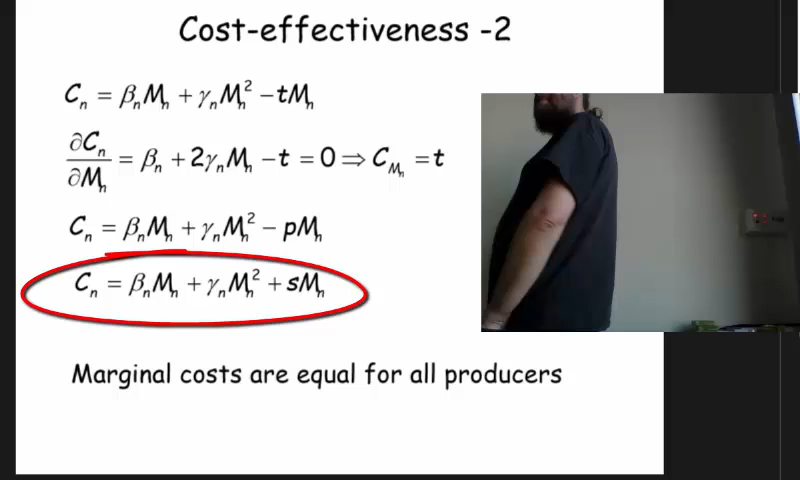 Cost-effectiveness -2
Cₙ = βₙMₙ + γₙMₙ² − tMₙ
∂Cₙ/∂Mₙ = βₙ + 2γₙMₙ − t = 0 ⇒ C_Mₙ = t
Cₙ = βₙMₙ + γₙMₙ² − pMₙ
Cₙ = βₙMₙ + γₙMₙ² + sMₙ
Marginal costs are equal for all producers